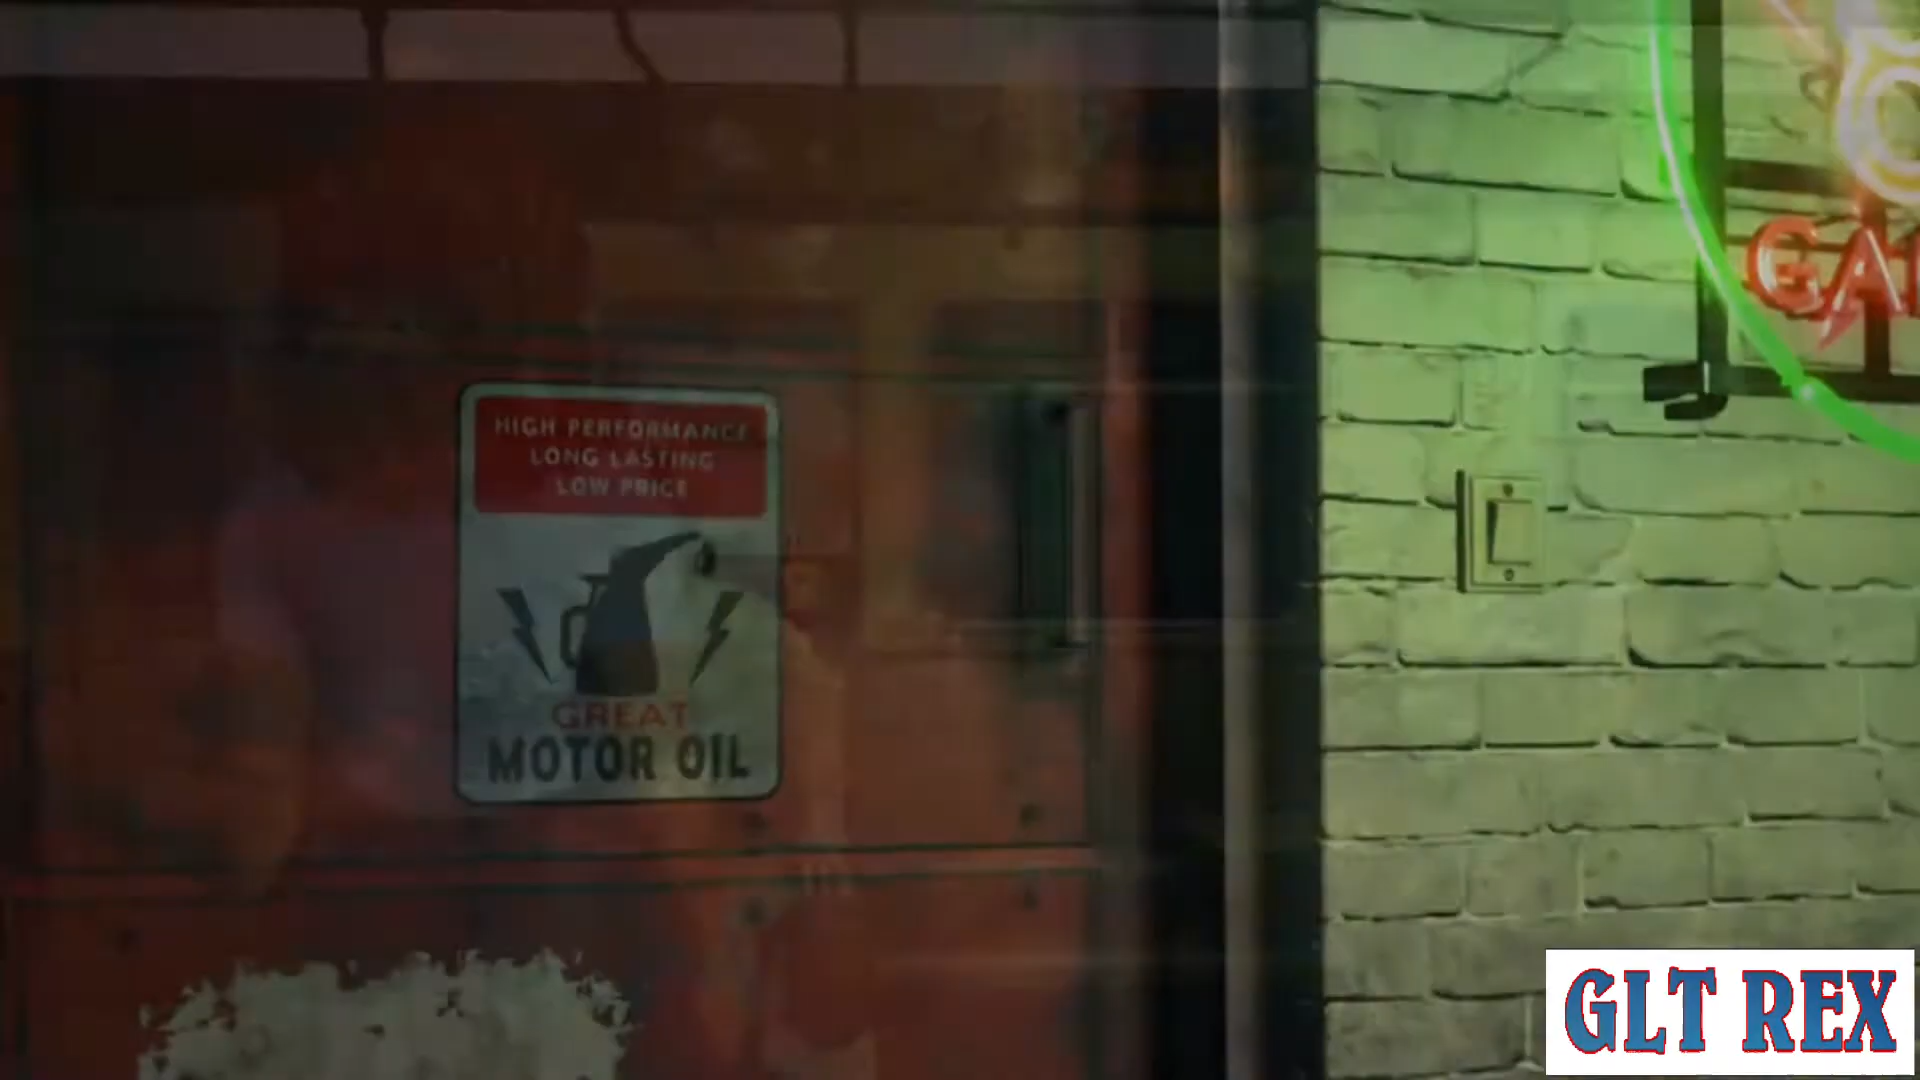 HIGH PERFORMANCE
LONG LASTING
LOW PRICE
GREAT
MOTOR OIL
GLT REX